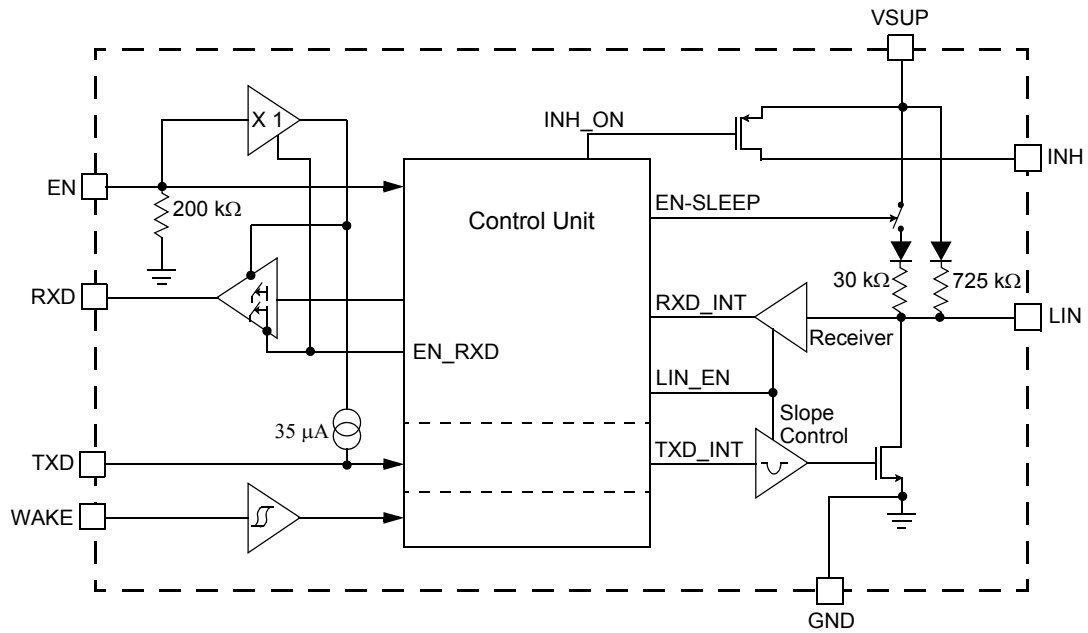 VSUP
X 1
INH_ON
INH
EN
200 kΩ
EN-SLEEP
Control Unit
30 kΩ
725 kΩ
RXD
RXD_INT
LIN
Receiver
EN_RXD
LIN_EN
35 μA
Slope
Control
TXD
TXD_INT
WAKE
GND